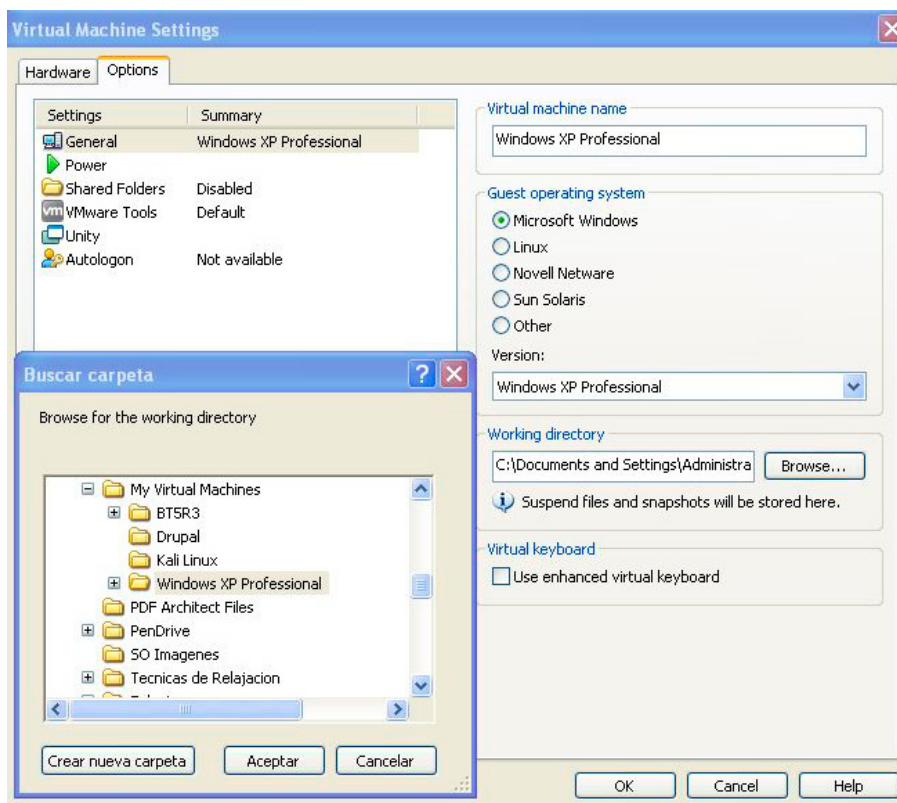 Virtual Machine Settings
Hardware
Options
Settings Summary
General Windows XP Professional
Power
Shared Folders Disabled
vm VMware Tools Default
Unity
Autologon Not available
Virtual machine name
Windows XP Professional
Guest operating system
Microsoft Windows
Linux
Novell Netware
Sun Solaris
Other
Version:
Windows XP Professional
Working directory
C:\Documents and Settings\Administra Browse...
Suspend files and snapshots will be stored here.
Virtual keyboard
Use enhanced virtual keyboard
Buscar carpeta
Browse for the working directory
My Virtual Machines
BT5R3
Drupal
Kali Linux
Windows XP Professional
PDF Architect Files
PenDrive
SO Imagenes
Tecnicas de Relajacion
Crear nueva carpeta Aceptar Cancelar
OK Cancel Help